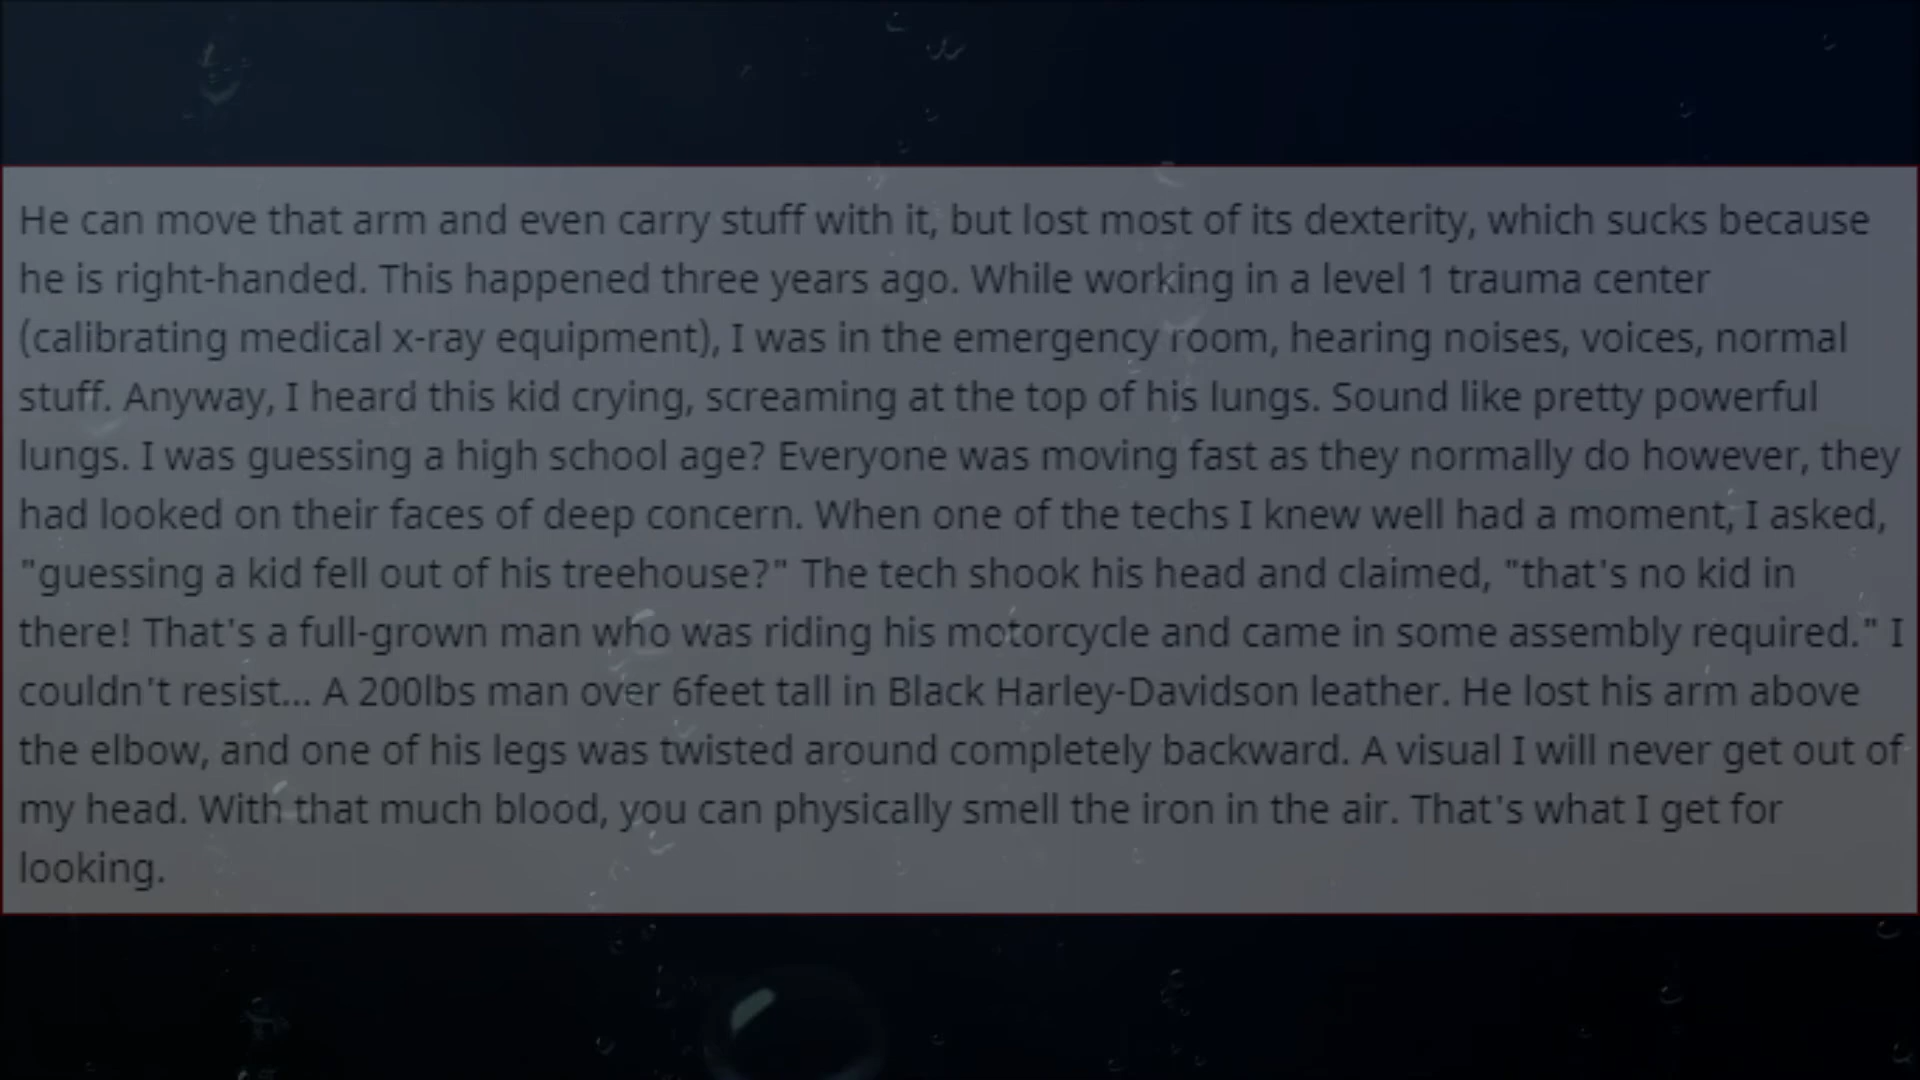 He can move that arm and even carry stuff with it, but lost most of its dexterity, which sucks because
he is right-handed. This happened three years ago. While working in a level 1 trauma center
(calibrating medical x-ray equipment), I was in the emergency room, hearing noises, voices, normal
stuff. Anyway, I heard this kid crying, screaming at the top of his lungs. Sound like pretty powerful
lungs. I was guessing a high school age? Everyone was moving fast as they normally do however, they
had looked on their faces of deep concern. When one of the techs I knew well had a moment, I asked,
"guessing a kid fell out of his treehouse?" The tech shook his head and claimed, "that's no kid in
there! That's a full-grown man who was riding his motorcycle and came in some assembly required." I
couldn't resist... A 200lbs man over 6feet tall in Black Harley-Davidson leather. He lost his arm above
the elbow, and one of his legs was twisted around completely backward. A visual I will never get out of
my head. With that much blood, you can physically smell the iron in the air. That's what I get for
looking.